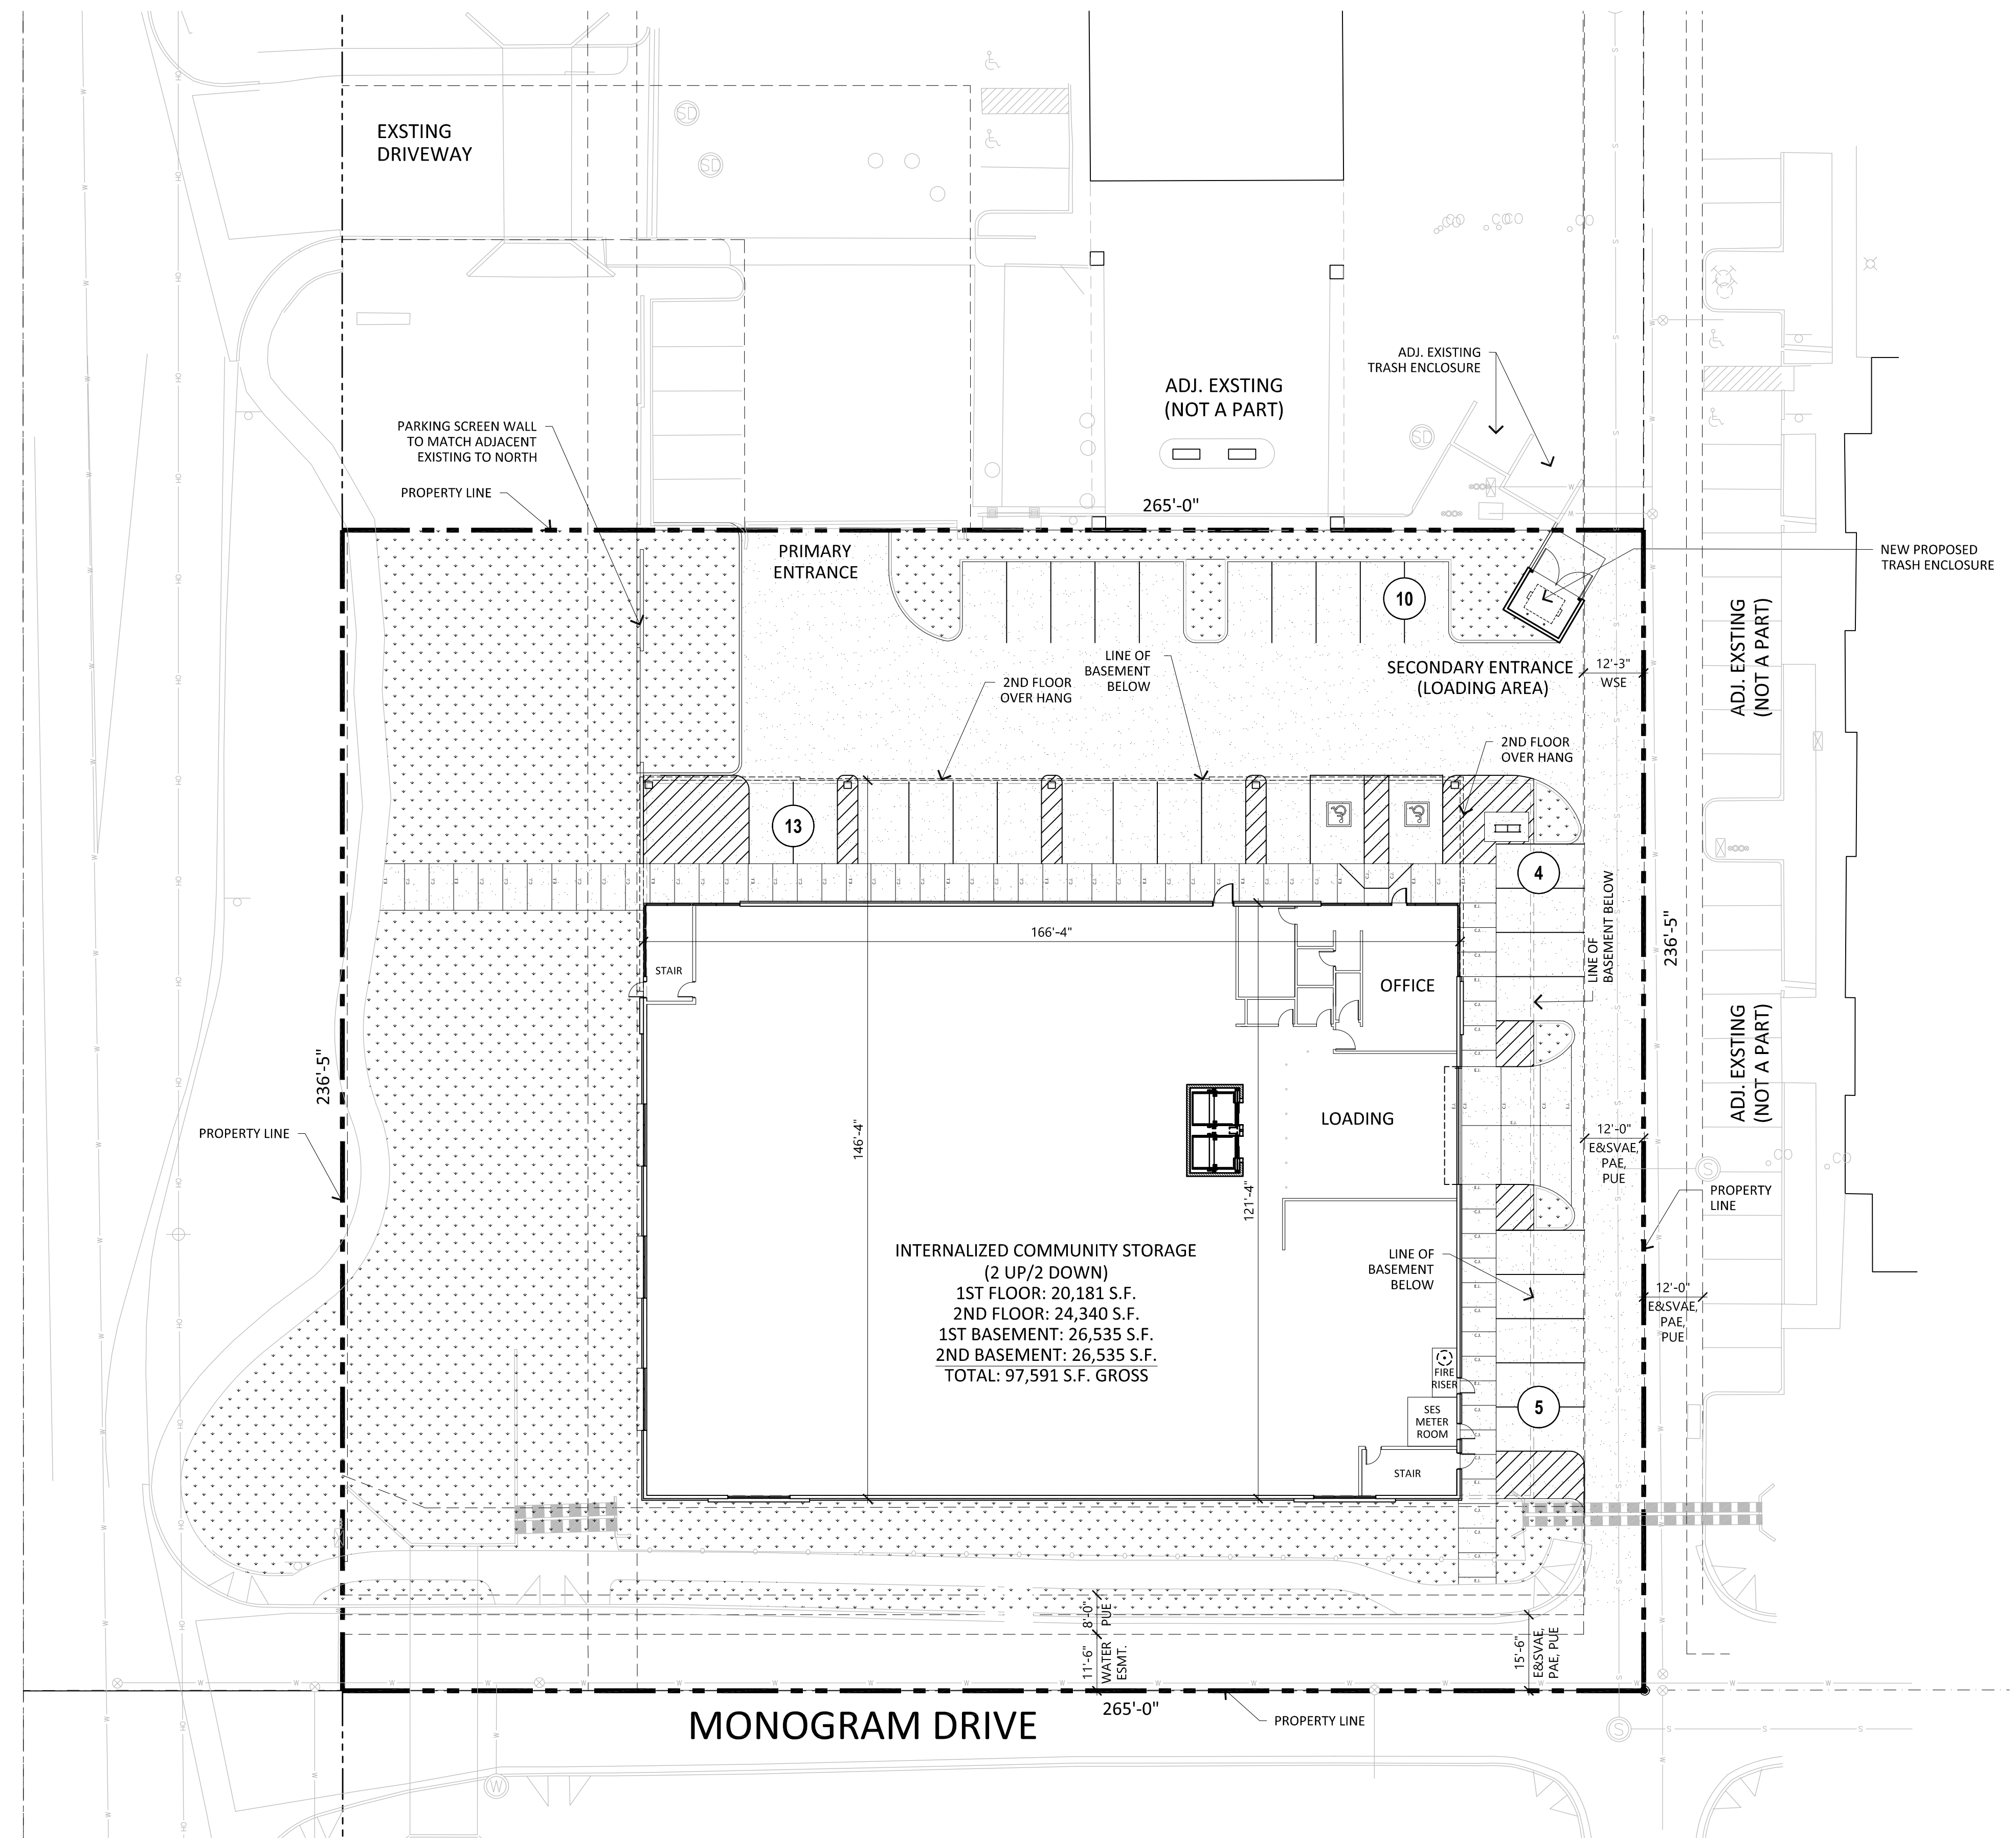 EXSTING
DRIVEWAY
SD
SD
ADJ. EXISTING
TRASH ENCLOSURE
ADJ. EXSTING
(NOT A PART)
SD
PARKING SCREEN WALL
TO MATCH ADJACENT
EXISTING TO NORTH
PROPERTY LINE
265'-0"
PRIMARY
ENTRANCE
NEW PROPOSED
TRASH ENCLOSURE
10
ADJ. EXSTING
(NOT A PART)
LINE OF
BASEMENT
BELOW
SECONDARY ENTRANCE
(LOADING AREA)
12'-3"
WSE
2ND FLOOR
OVER HANG
2ND FLOOR
OVER HANG
13
4
LINE OF
BASEMENT BELOW
236'-5"
166'-4"
STAIR
OFFICE
ADJ. EXSTING
(NOT A PART)
236'-5"
PROPERTY LINE
146'-4"
LOADING
12'-0"
E&SVAE,
PAE,
PUE
S
CO
CO
121'-4"
PROPERTY
LINE
INTERNALIZED COMMUNITY STORAGE
(2 UP/2 DOWN)
1ST FLOOR: 20,181 S.F.
2ND FLOOR: 24,340 S.F.
1ST BASEMENT: 26,535 S.F.
2ND BASEMENT: 26,535 S.F.
TOTAL: 97,591 S.F. GROSS
LINE OF
BASEMENT
BELOW
12'-0"
E&SVAE,
PAE,
PUE
FIRE
RISER
SES
METER
ROOM
5
STAIR
8'-0"
PUE
11'-6"
WATER
ESMT.
15'-6"
E&SVAE,
PAE, PUE
265'-0"
MONOGRAM DRIVE
PROPERTY LINE
S
W